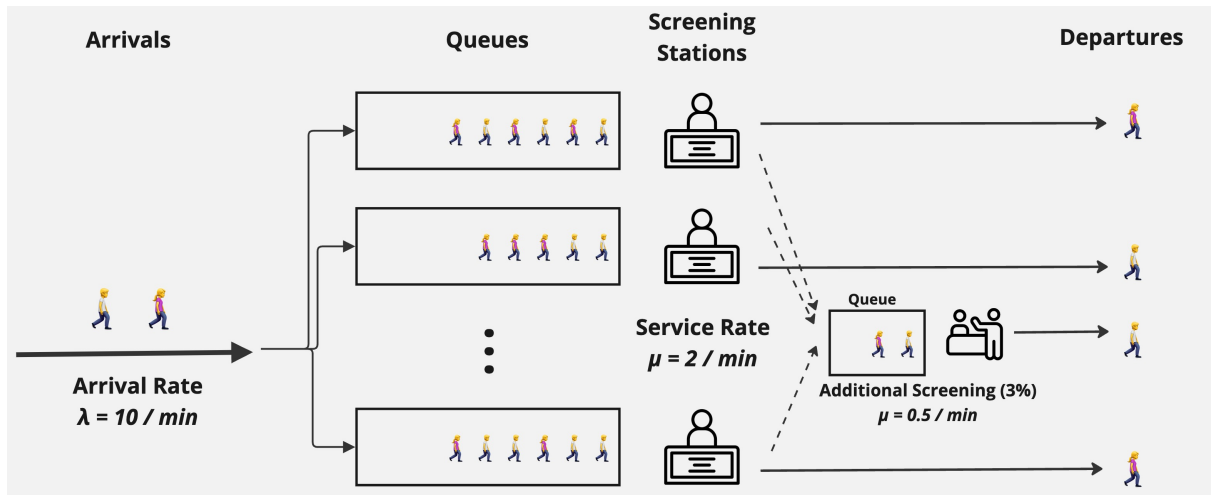 Arrivals
Queues
Screening
Stations
Departures
Arrival Rate
λ = 10 / min
Service Rate
μ = 2 / min
Queue
Additional Screening (3%)
μ = 0.5 / min